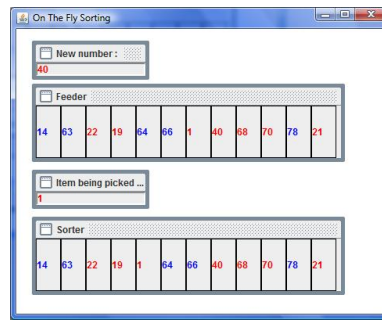 On The Fly Sorting
New number :
40
Feeder
14 63 22 19 64 66 1 40 68 70 78 21
Item being picked ...
1
Sorter
14 63 22 19 1 64 66 40 68 70 78 21